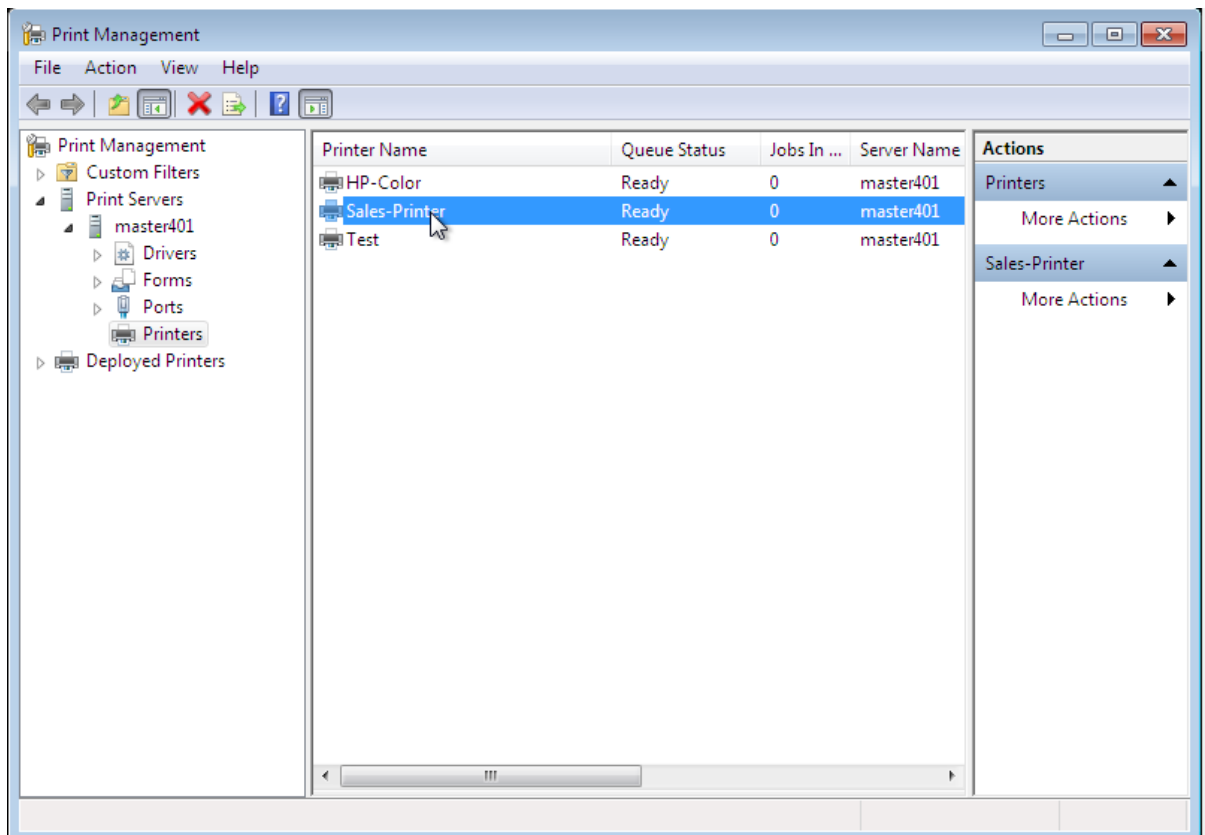 Print Management
File Action View Help
Print Management
Custom Filters
Print Servers
master401
Drivers
Forms
Ports
Printers
Deployed Printers
Printer Name Queue Status Jobs In ... Server Name
HP-Color Ready 0 master401
Sales-Printer Ready 0 master401
Test Ready 0 master401
Actions
Printers
More Actions
Sales-Printer
More Actions